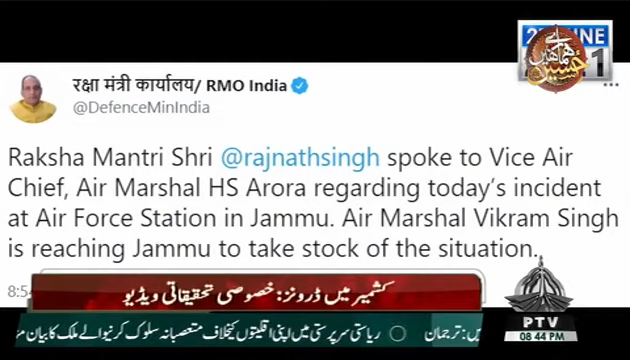 रक्षा मंत्री कार्यालय/ RMO India
@DefenceMinIndia
Raksha Mantri Shri @rajnathsingh spoke to Vice Air
Chief, Air Marshal HS Arora regarding today's incident
at Air Force Station in Jammu. Air Marshal Vikram Singh
is reaching Jammu to take stock of the situation.
8:5
کشمیر میں ڈرونز: خصوصی تحقیقاتی ویڈیو
PTV
08:44 PM
ترجمان ریاستی سرپرستی میں اپنی اقلیتوں کیخلاف متعصبانہ سلوک کرنیوالے ملک کا بیان